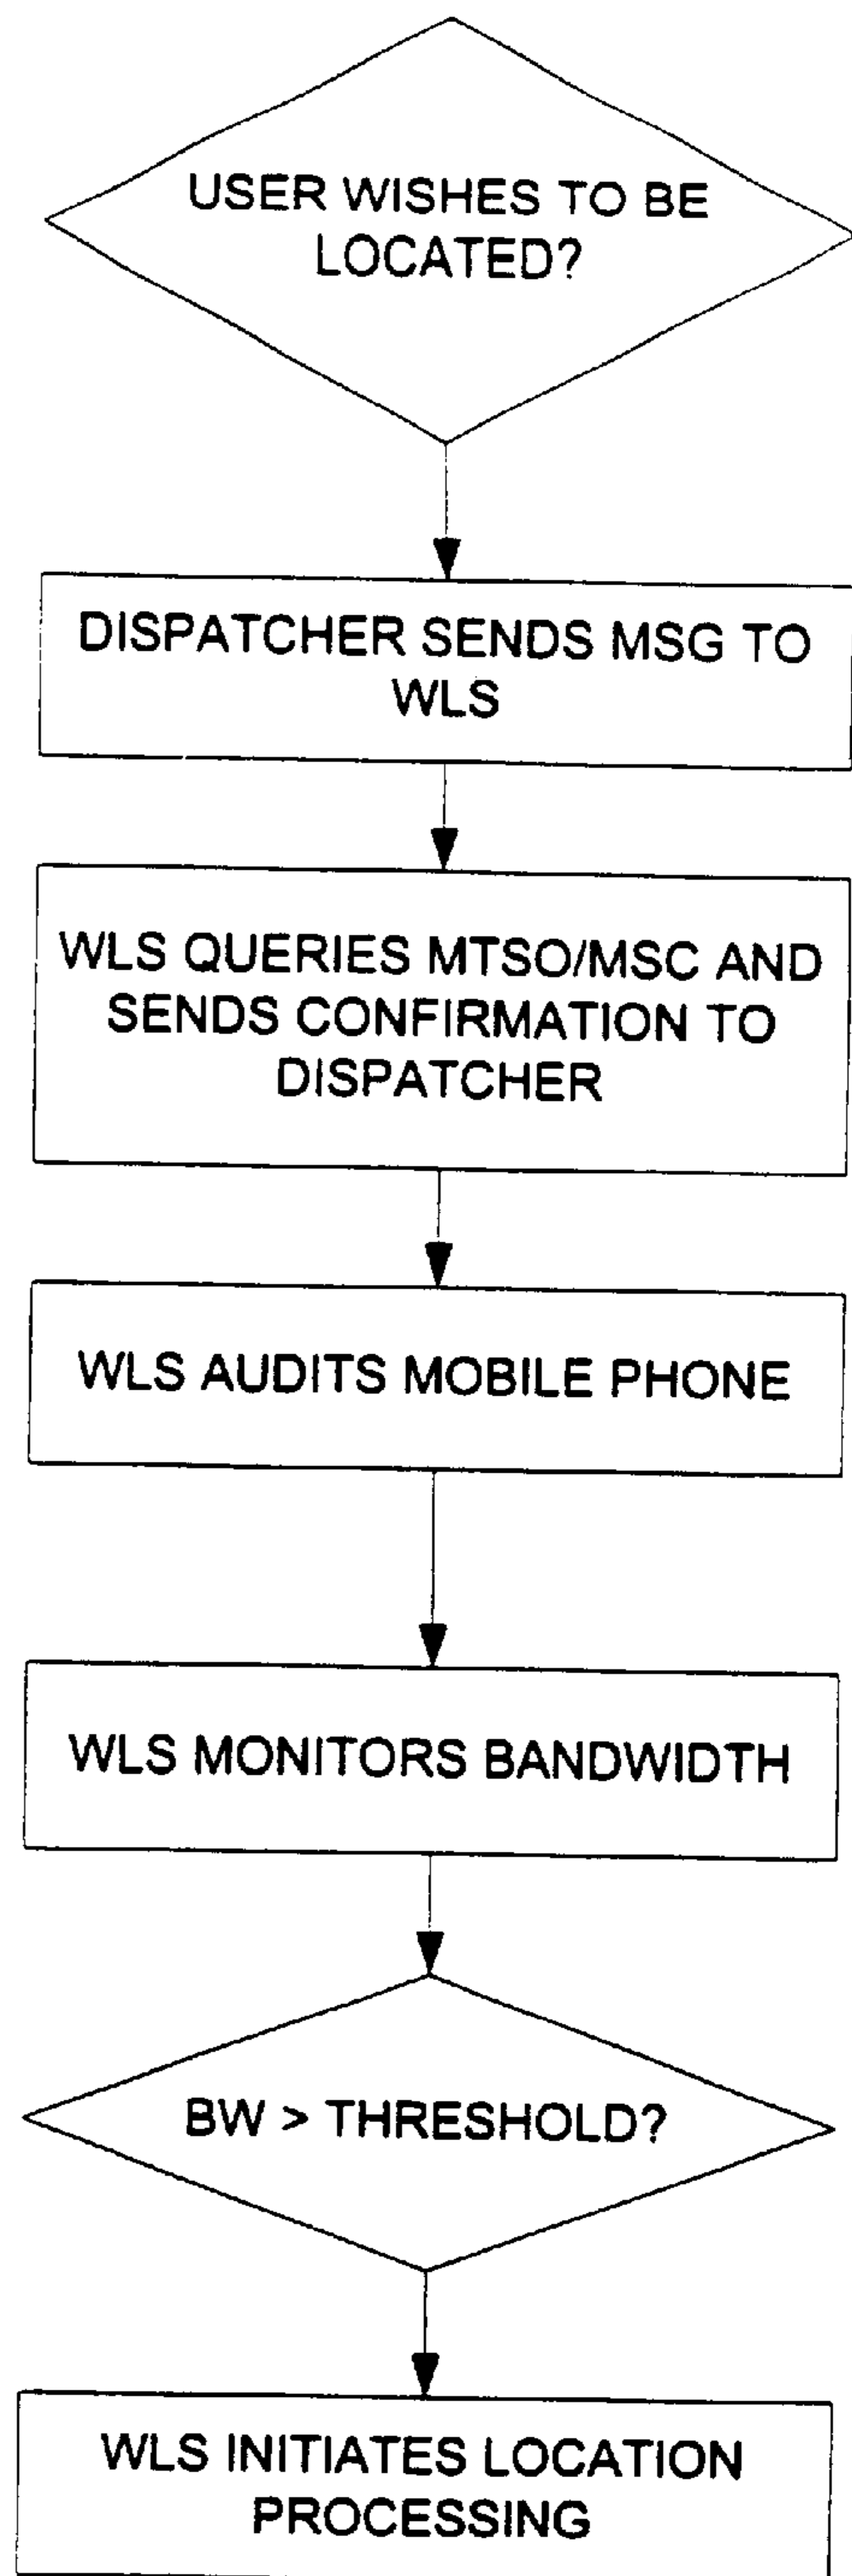 USER WISHES TO BE
LOCATED?
DISPATCHER SENDS MSG TO
WLS
WLS QUERIES MTSO/MSC AND
SENDS CONFIRMATION TO
DISPATCHER
WLS AUDITS MOBILE PHONE
WLS MONITORS BANDWIDTH
BW > THRESHOLD?
WLS INITIATES LOCATION
PROCESSING